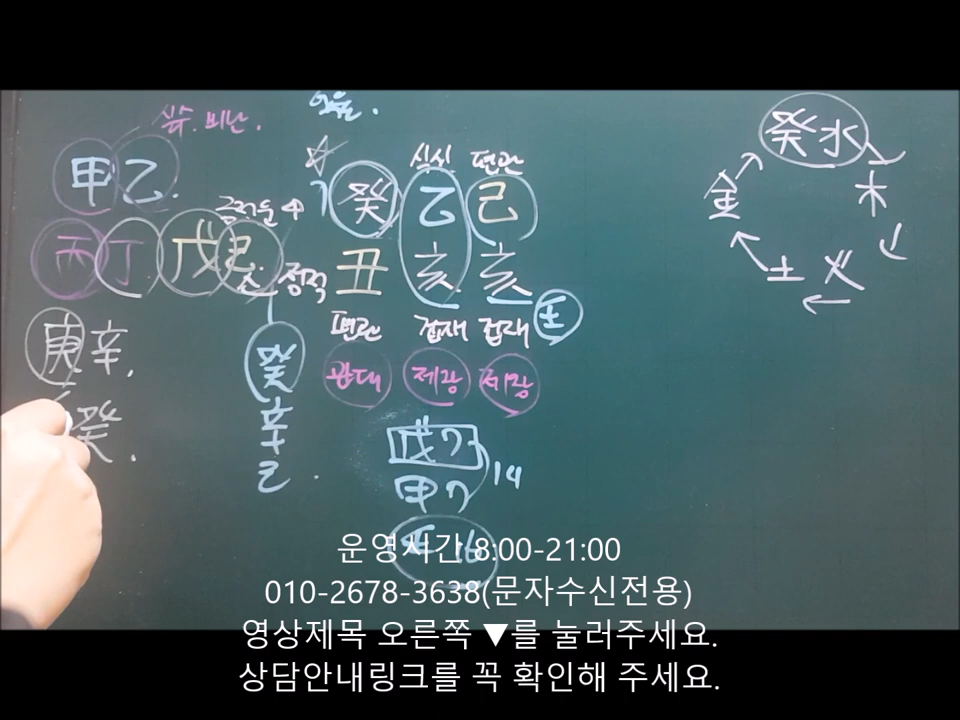 甲乙
丙丁戊己
庚辛.
癸.
癸
辛
己.
癸 乙 己
丑 亥 亥
식신 편관
정적
편관 겁재 겁재 壬
관대 제왕 제왕
戊7
甲7
14
癸水
木
火
土
金
운영시간 8:00-21:00
010-2678-3638(문자수신전용)
영상제목 오른쪽 ▼를 눌러주세요.
상담안내링크를 꼭 확인해 주세요.